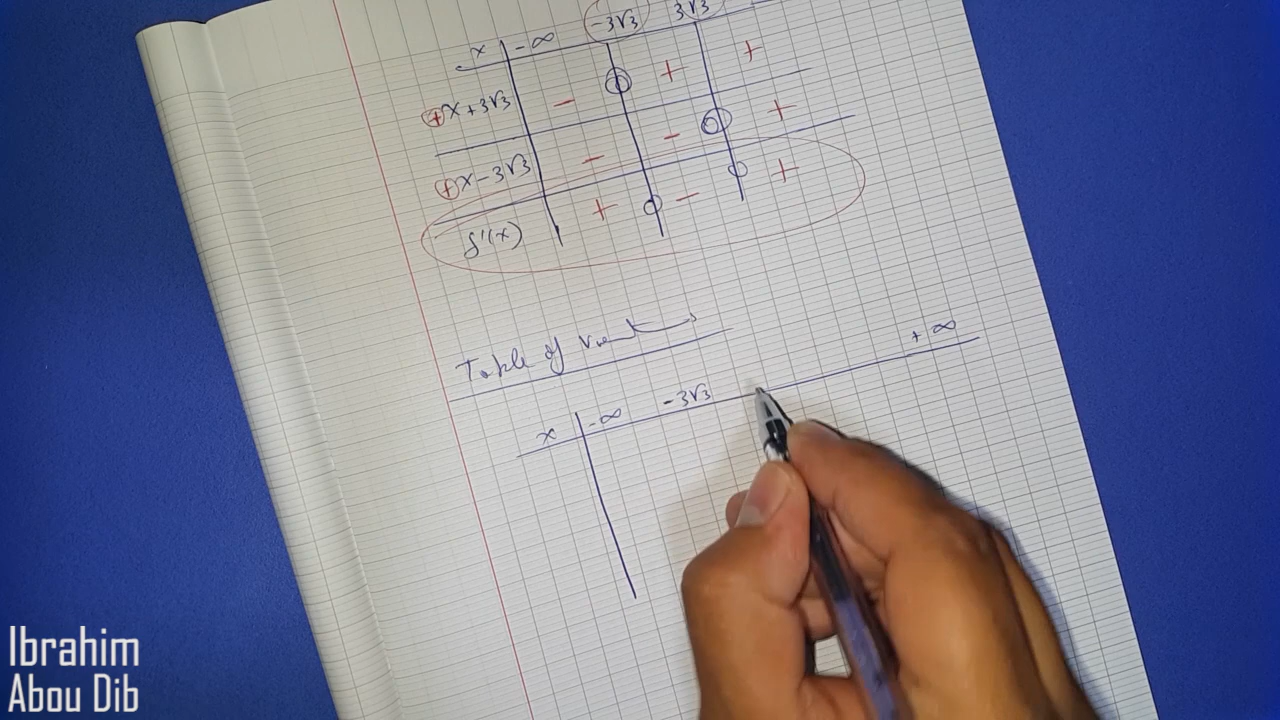 x -∞ -3√3 3√3
+x+3√3 - 0 + +
+x-3√3 - - 0 +
f'(x) + 0 - 0 +
Table of
x -∞ -3√3 +∞
Ibrahim
Abou Dib